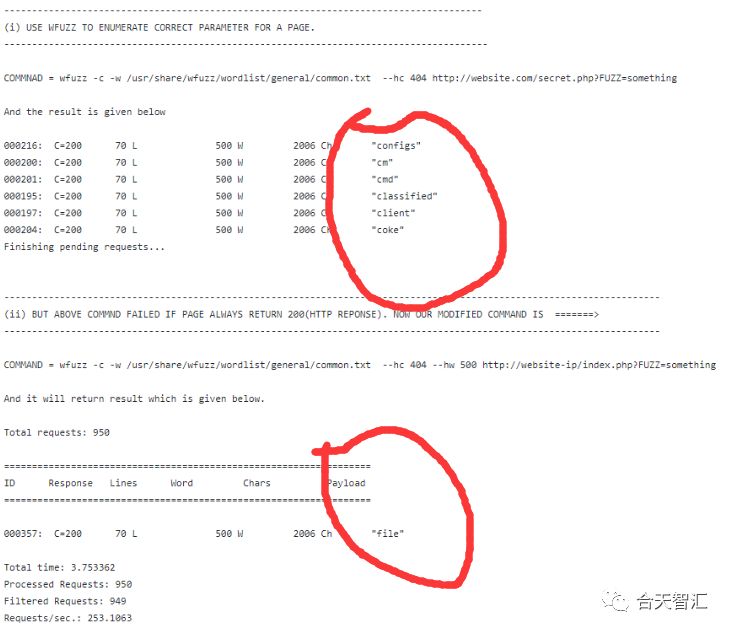 --------------------------------------------------------------------------------------
(i) USE WFUZZ TO ENUMERATE CORRECT PARAMETER FOR A PAGE.
---------------------------------------------------------------------------------------
COMMNAD = wfuzz -c -w /usr/share/wfuzz/wordlist/general/common.txt  --hc 404 http://website.com/secret.php?FUZZ=something
And the result is given below
000216:  C=200     70 L	     500 W	   2006 Ch	  "configs"
000200:  C=200     70 L	     500 W	   2006 Ch	  "cm"
000201:  C=200     70 L	     500 W	   2006 Ch	  "cmd"
000195:  C=200     70 L	     500 W	   2006 C	  "classified"
000197:  C=200     70 L	     500 W	   2006 C	  "client"
000204:  C=200     70 L	     500 W	   2006 Ch	  "coke"
Finishing pending requests...
---------------------------------------------------------------------------------------------------------------------
(ii) BUT ABOVE COMMND FAILED IF PAGE ALWAYS RETURN 200(HTTP REPONSE). NOW OUR MODIFIED COMMAND IS  =======>
---------------------------------------------------------------------------------------------------------------------
COMMAND = wfuzz -c -w /usr/share/wfuzz/wordlist/general/common.txt  --hc 404 --hw 500 http://website-ip/index.php?FUZZ=something
And it will return result which is given below.
Total requests: 950
==================================================================
ID      Response   Lines      Word         Chars          Payload
==================================================================
000357:  C=200     70 L	     500 W	   2006 Ch	  "file"
Total time: 3.753362
Processed Requests: 950
Filtered Requests: 949
Requests/sec.: 253.1063
合天智汇